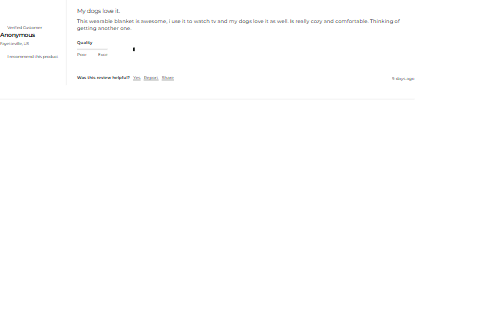 Verified Customer
Anonymous
Fayetteville, US
I recommend this product
My dogs love it.
This wearable blanket is awesome, I use it to watch tv and my dogs love it as well. Is really cozy and comfortable. Thinking of
getting another one.
Quality
Poor
Was this review helpful? Yes Report Share
9 days ago